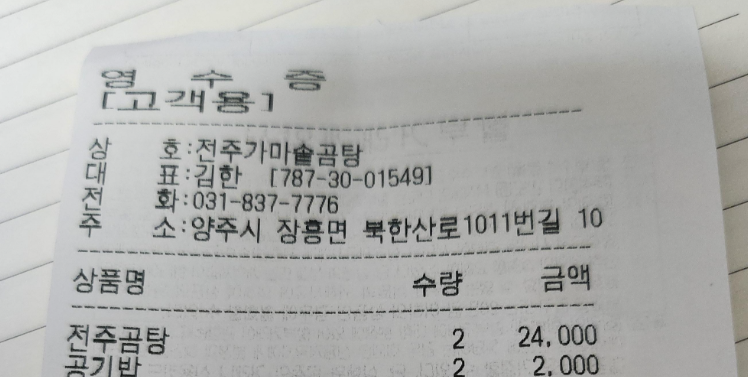 영 수 증
[고객용]
상 호:전주가마솥곰탕
대 표:김한 [787-30-01549]
전 화:031-837-7776
주 소:양주시 장흥면 북한산로1011번길 10
상품명 수량 금액
전주곰탕 2 24,000
공기밥 2 2,000